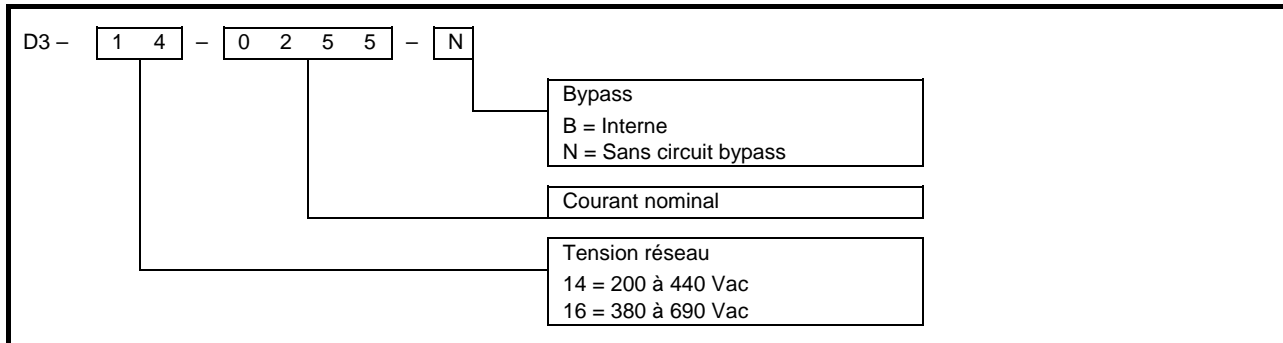 D3 – 1 4 – 0 2 5 5 – N
Bypass
B = Interne
N = Sans circuit bypass
Courant nominal
Tension réseau
14 = 200 à 440 Vac
16 = 380 à 690 Vac